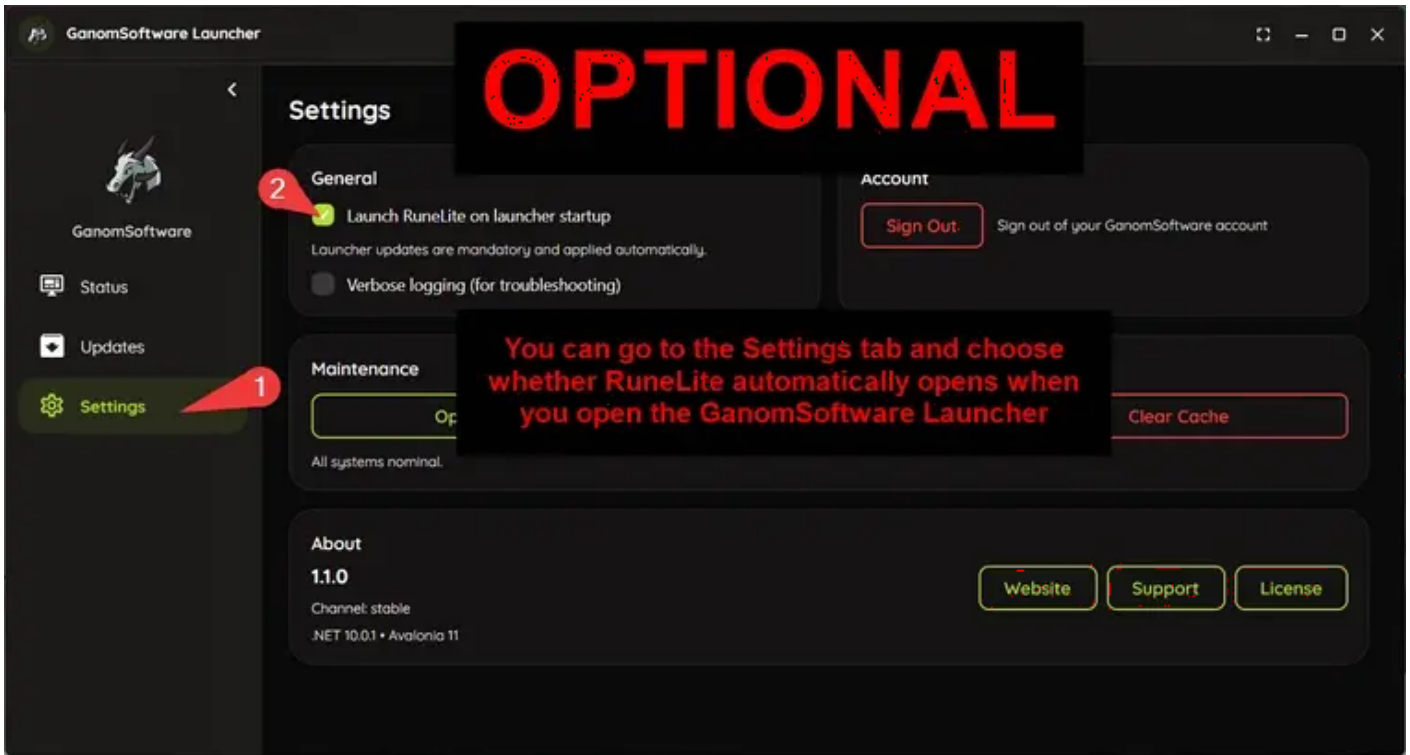 GanomSoftware Launcher
OPTIONAL
Settings
General
2
Launch RuneLite on launcher startup
Launcher updates are mandatory and applied automatically.
Verbose logging (for troubleshooting)
Account
Sign Out
Sign out of your GanomSoftware account
GanomSoftware
Status
Updates
Settings
1
Maintenance
You can go to the Settings tab and choose
whether RuneLite automatically opens when
you open the GanomSoftware Launcher
Clear Cache
All systems nominal.
About
1.1.0
Channel: stable
.NET 10.0.1 • Avalonia 11
Website
Support
License